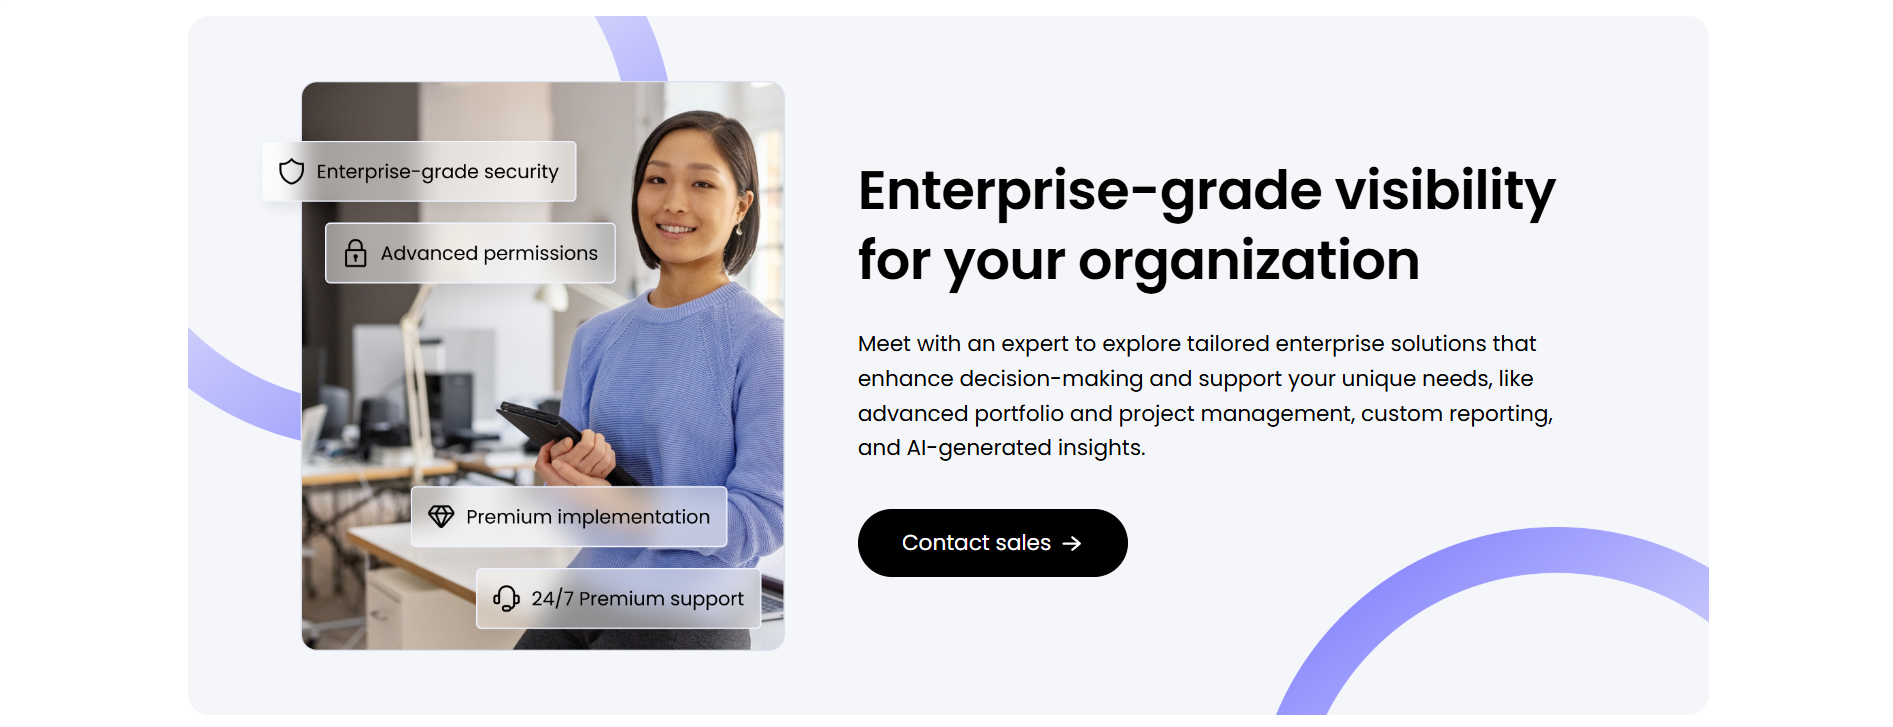 Enterprise-grade security
Advanced permissions
Premium implementation
24/7 Premium support
Enterprise-grade visibility
for your organization
Meet with an expert to explore tailored enterprise solutions that
enhance decision-making and support your unique needs, like
advanced portfolio and project management, custom reporting,
and AI-generated insights.
Contact sales →